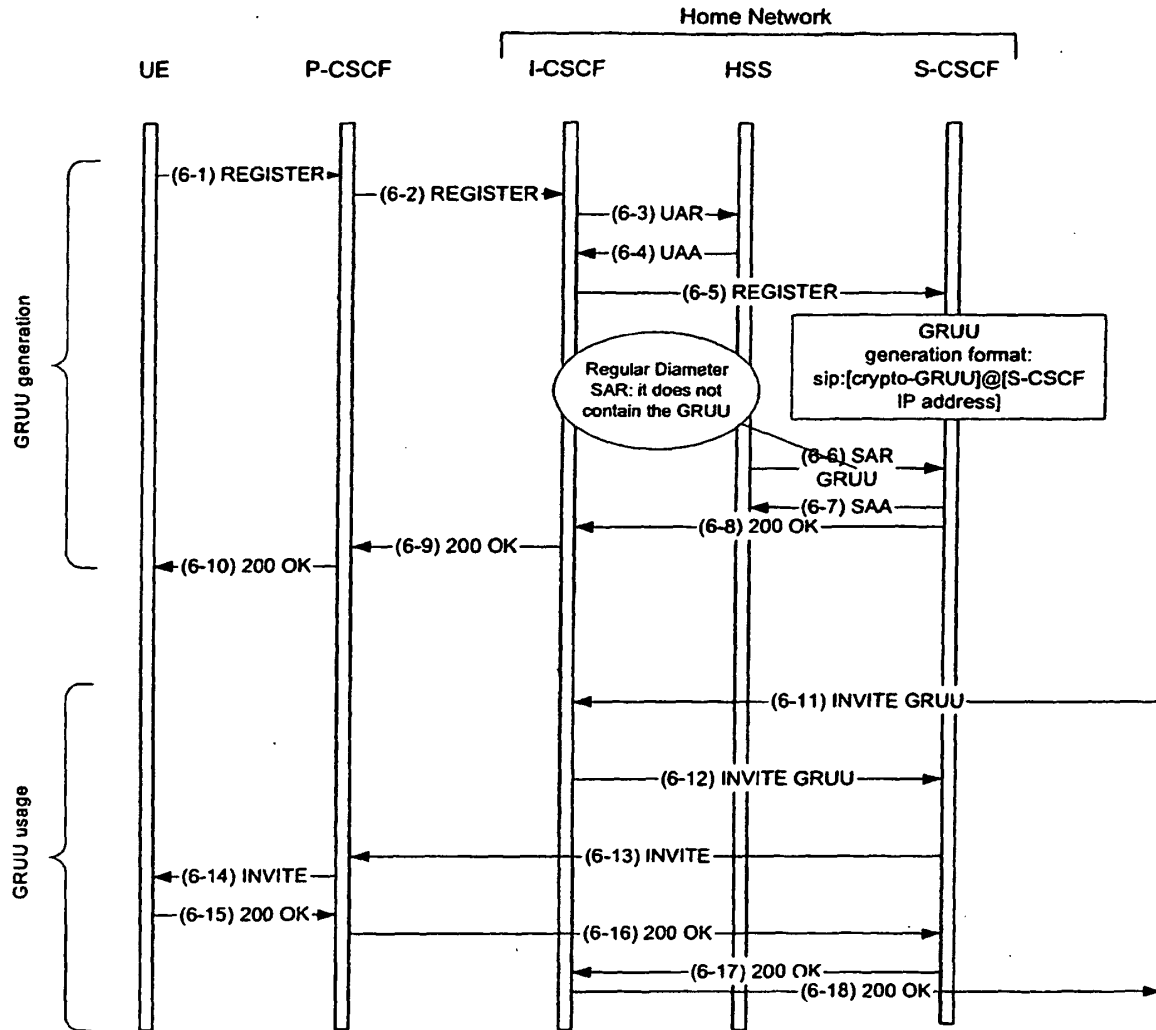 Home Network
UE
P-CSCF
I-CSCF
HSS
S-CSCF
GRUU generation
(6-1) REGISTER
(6-2) REGISTER
(6-3) UAR
(6-4) UAA
(6-5) REGISTER
GRUU
generation format:
sip:[crypto-GRUU]@[S-CSCF
IP address]
Regular Diameter
SAR: it does not
contain the GRUU
(6-6) SAR
GRUU
(6-7) SAA
(6-8) 200 OK
(6-9) 200 OK
(6-10) 200 OK
GRUU usage
(6-11) INVITE GRUU
(6-12) INVITE GRUU
(6-13) INVITE
(6-14) INVITE
(6-15) 200 OK
(6-16) 200 OK
(6-17) 200 OK
(6-18) 200 OK